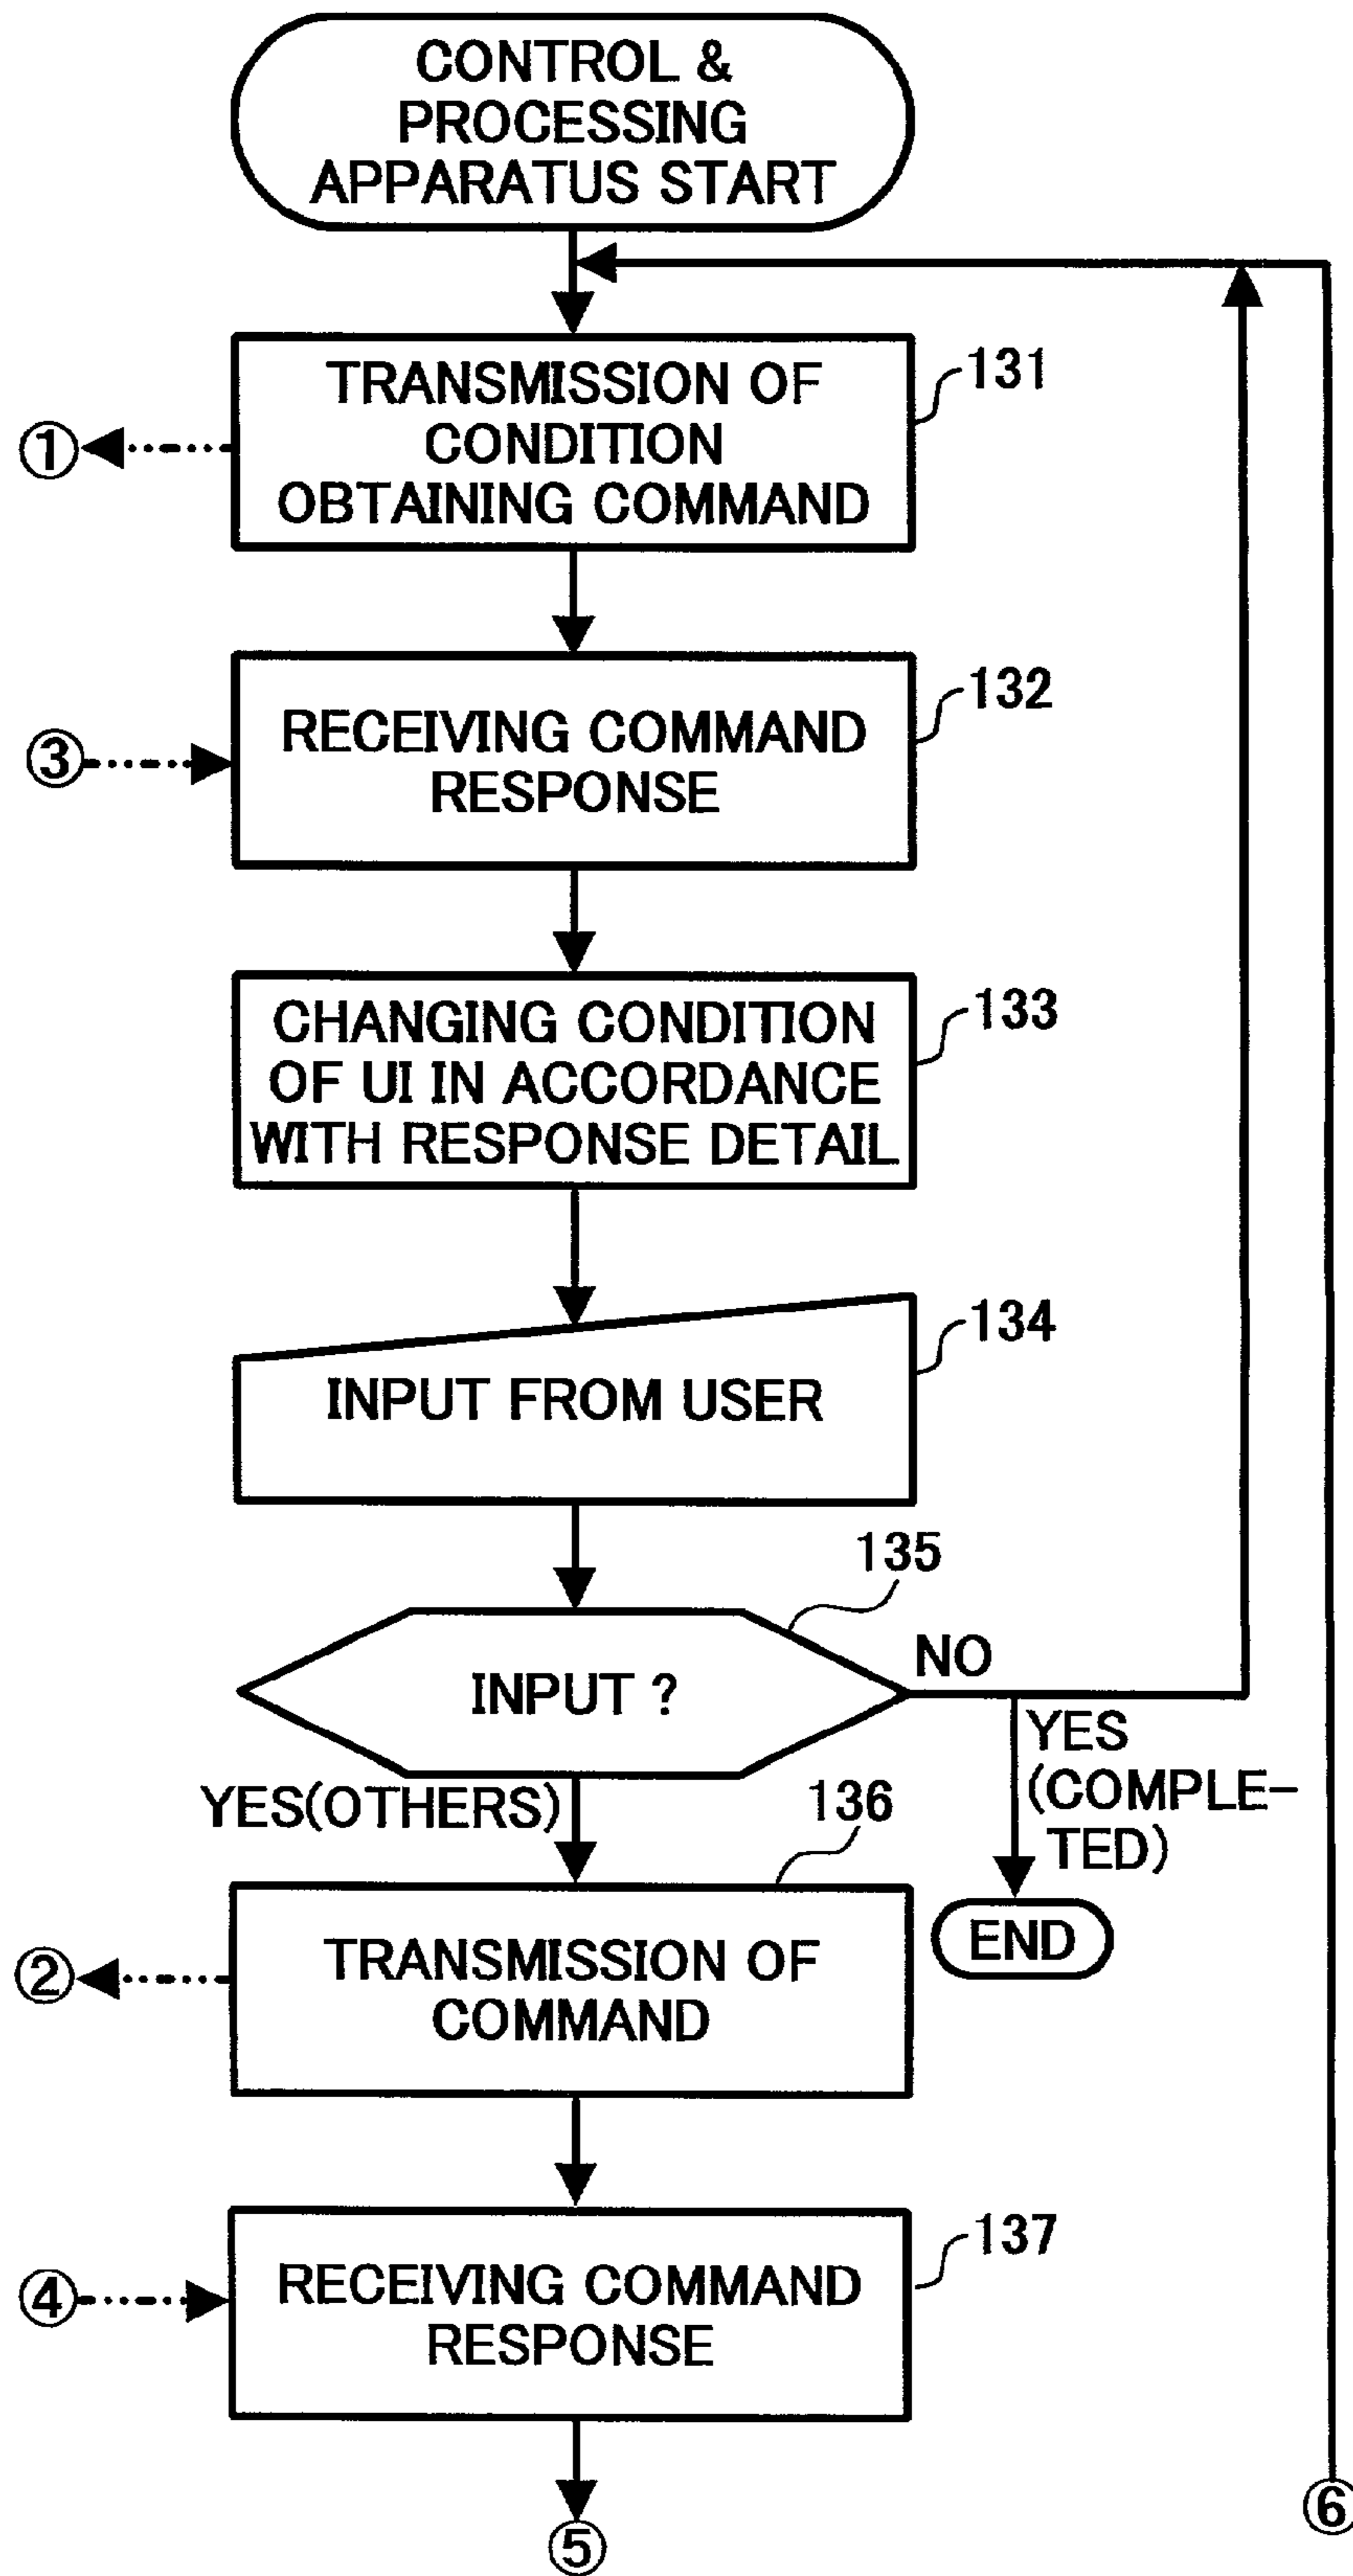 CONTROL &
PROCESSING
APPARATUS START
TRANSMISSION OF
CONDITION
OBTAINING COMMAND
131
①
RECEIVING COMMAND
RESPONSE
132
③
CHANGING CONDITION
OF UI IN ACCORDANCE
WITH RESPONSE DETAIL
133
INPUT FROM USER
134
135
INPUT ?
NO
YES
(COMPLE-
TED)
END
YES(OTHERS)
136
TRANSMISSION OF
COMMAND
②
137
RECEIVING COMMAND
RESPONSE
④
⑤
⑥